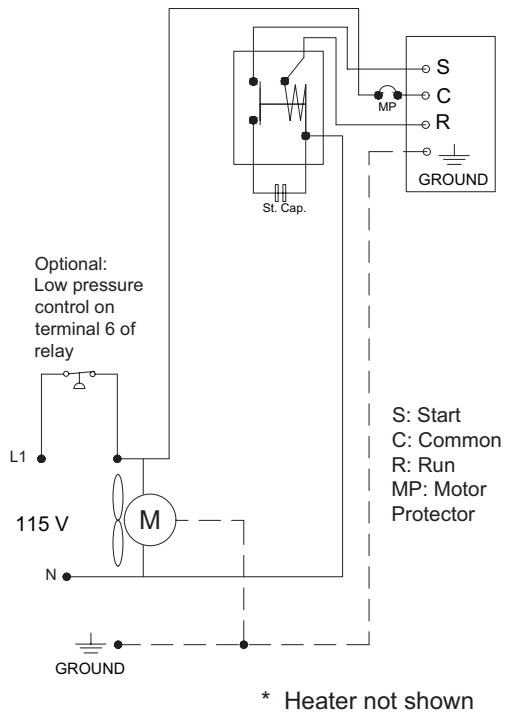 S
C
MP
R
GROUND
St. Cap.
Optional:
Low pressure
control on
terminal 6 of
relay
L1
115 V
M
N
GROUND
S: Start
C: Common
R: Run
MP: Motor
Protector
* Heater not shown